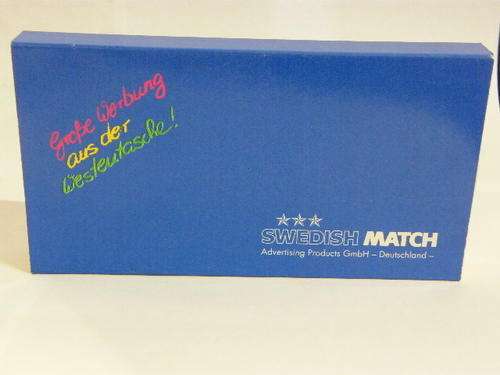 Große Werbung
aus der
Westentasche!
SWEDISH MATCH
Advertising Products GmbH – Deutschland –